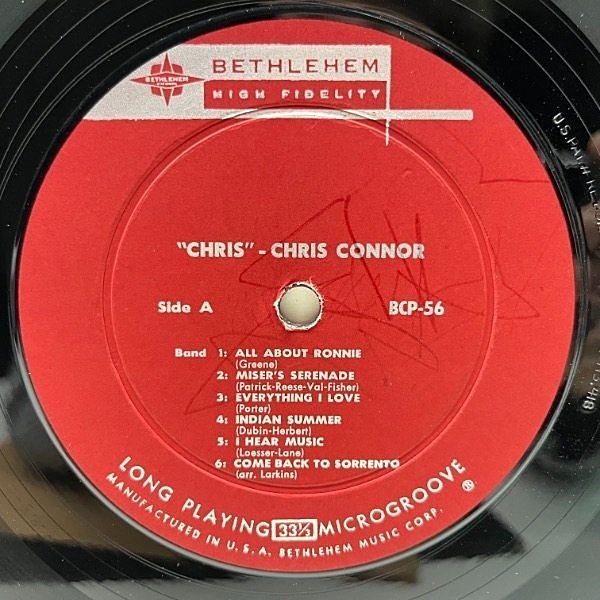 BETHLEHEM
BETHLEHEM
HIGH FIDELITY
"CHRIS" - CHRIS CONNOR
Side A
BCP-56
Band 1: ALL ABOUT RONNIE
(Greene)
2: MISER'S SERENADE
(Patrick-Reese-Val-Fisher)
3: EVERYTHING I LOVE
(Porter)
4: INDIAN SUMMER
(Dubin-Herbert)
5: I HEAR MUSIC
(Loesser-Lane)
6: COME BACK TO SORRENTO
(arr. Larkins)
LONG PLAYING 33⅓ MICROGROOVE
®
MANUFACTURED IN U.S.A. BETHLEHEM MUSIC CORP.
U.S. PAT.